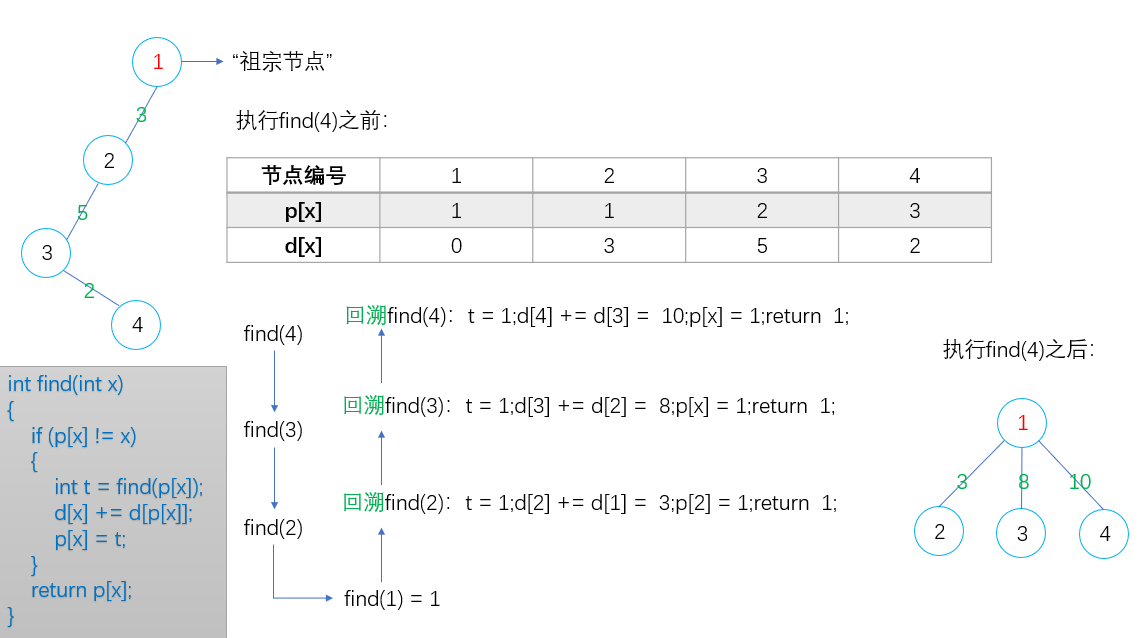 1
“祖宗节点”
3
执行find(4)之前：
2
节点编号 1 2 3 4
p[x] 1 1 2 3
d[x] 0 3 5 2
5
3
2
4
回溯find(4)：t = 1;d[4] += d[3] = 10;p[x] = 1;return 1;
find(4)
执行find(4)之后：
回溯find(3)：t = 1;d[3] += d[2] = 8;p[x] = 1;return 1;
find(3)
回溯find(2)：t = 1;d[2] += d[1] = 3;p[2] = 1;return 1;
find(2)
find(1) = 1
int find(int x)
{
if (p[x] != x)
{
int t = find(p[x]);
d[x] += d[p[x]];
p[x] = t;
}
return p[x];
}
1
3 8 10
2 3 4